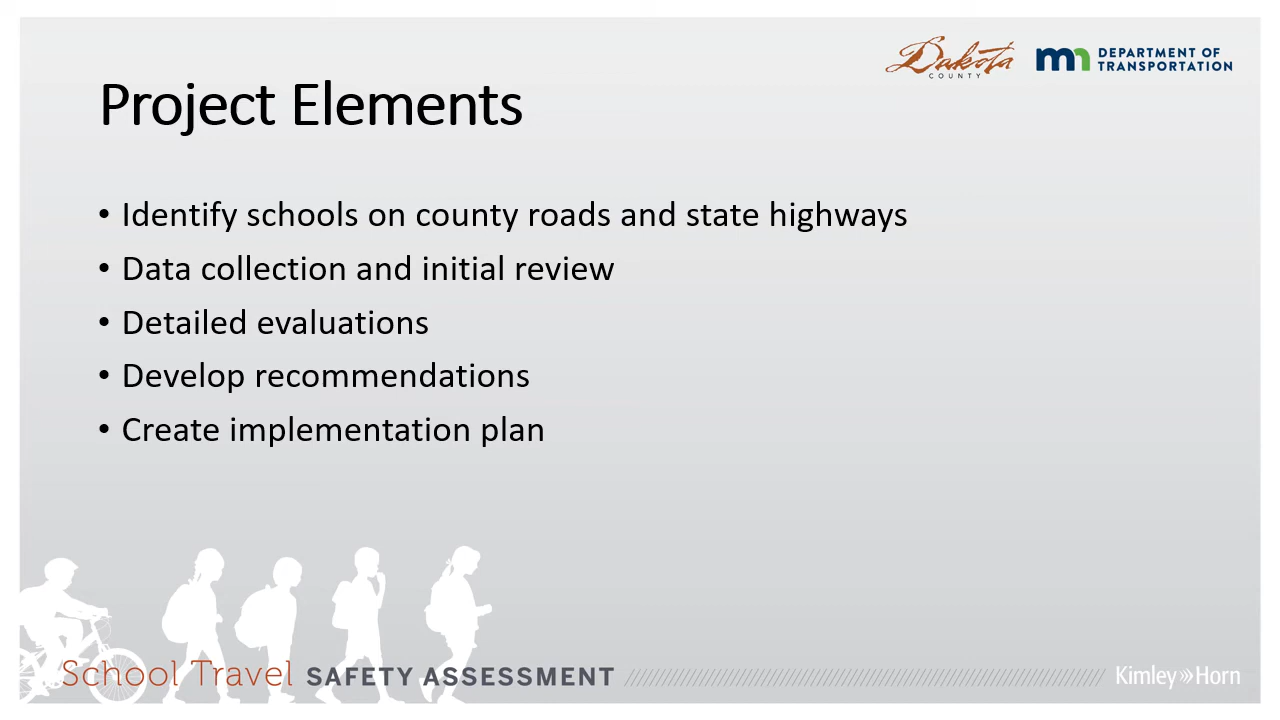 Dakota
COUNTY
mn DEPARTMENT OF
TRANSPORTATION
Project Elements
• Identify schools on county roads and state highways
• Data collection and initial review
• Detailed evaluations
• Develop recommendations
• Create implementation plan
School Travel SAFETY ASSESSMENT
Kimley»Horn